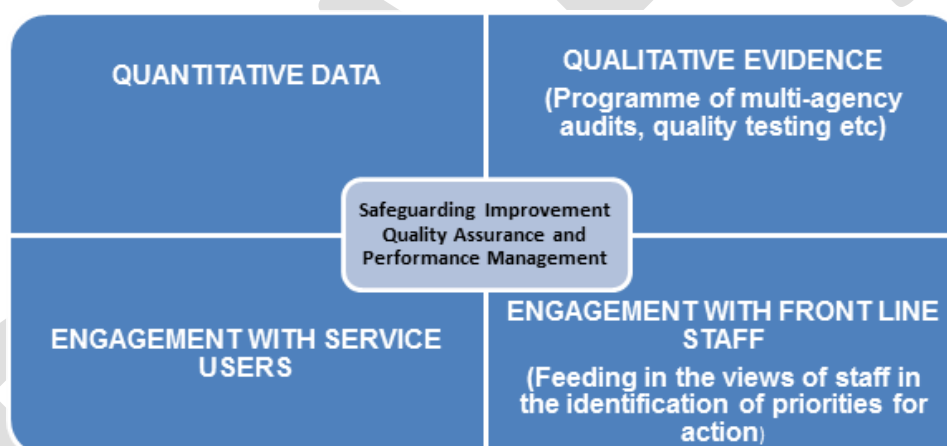 QUANTITATIVE DATA
QUALITATIVE EVIDENCE
(Programme of multi-agency
audits, quality testing etc)
Safeguarding Improvement
Quality Assurance and
Performance Management
ENGAGEMENT WITH SERVICE
USERS
ENGAGEMENT WITH FRONT LINE
STAFF
(Feeding in the views of staff in
the identification of priorities for
action)